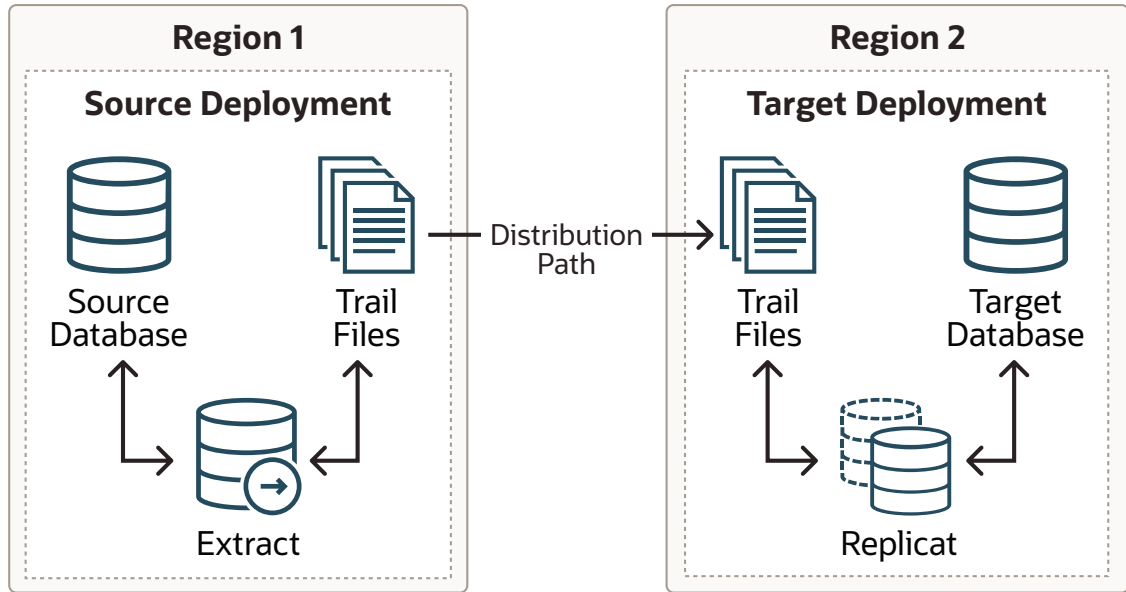 Region 1
Source Deployment
Source
Database
Trail
Files
Extract
Distribution
Path
Region 2
Target Deployment
Trail
Files
Target
Database
Replicat